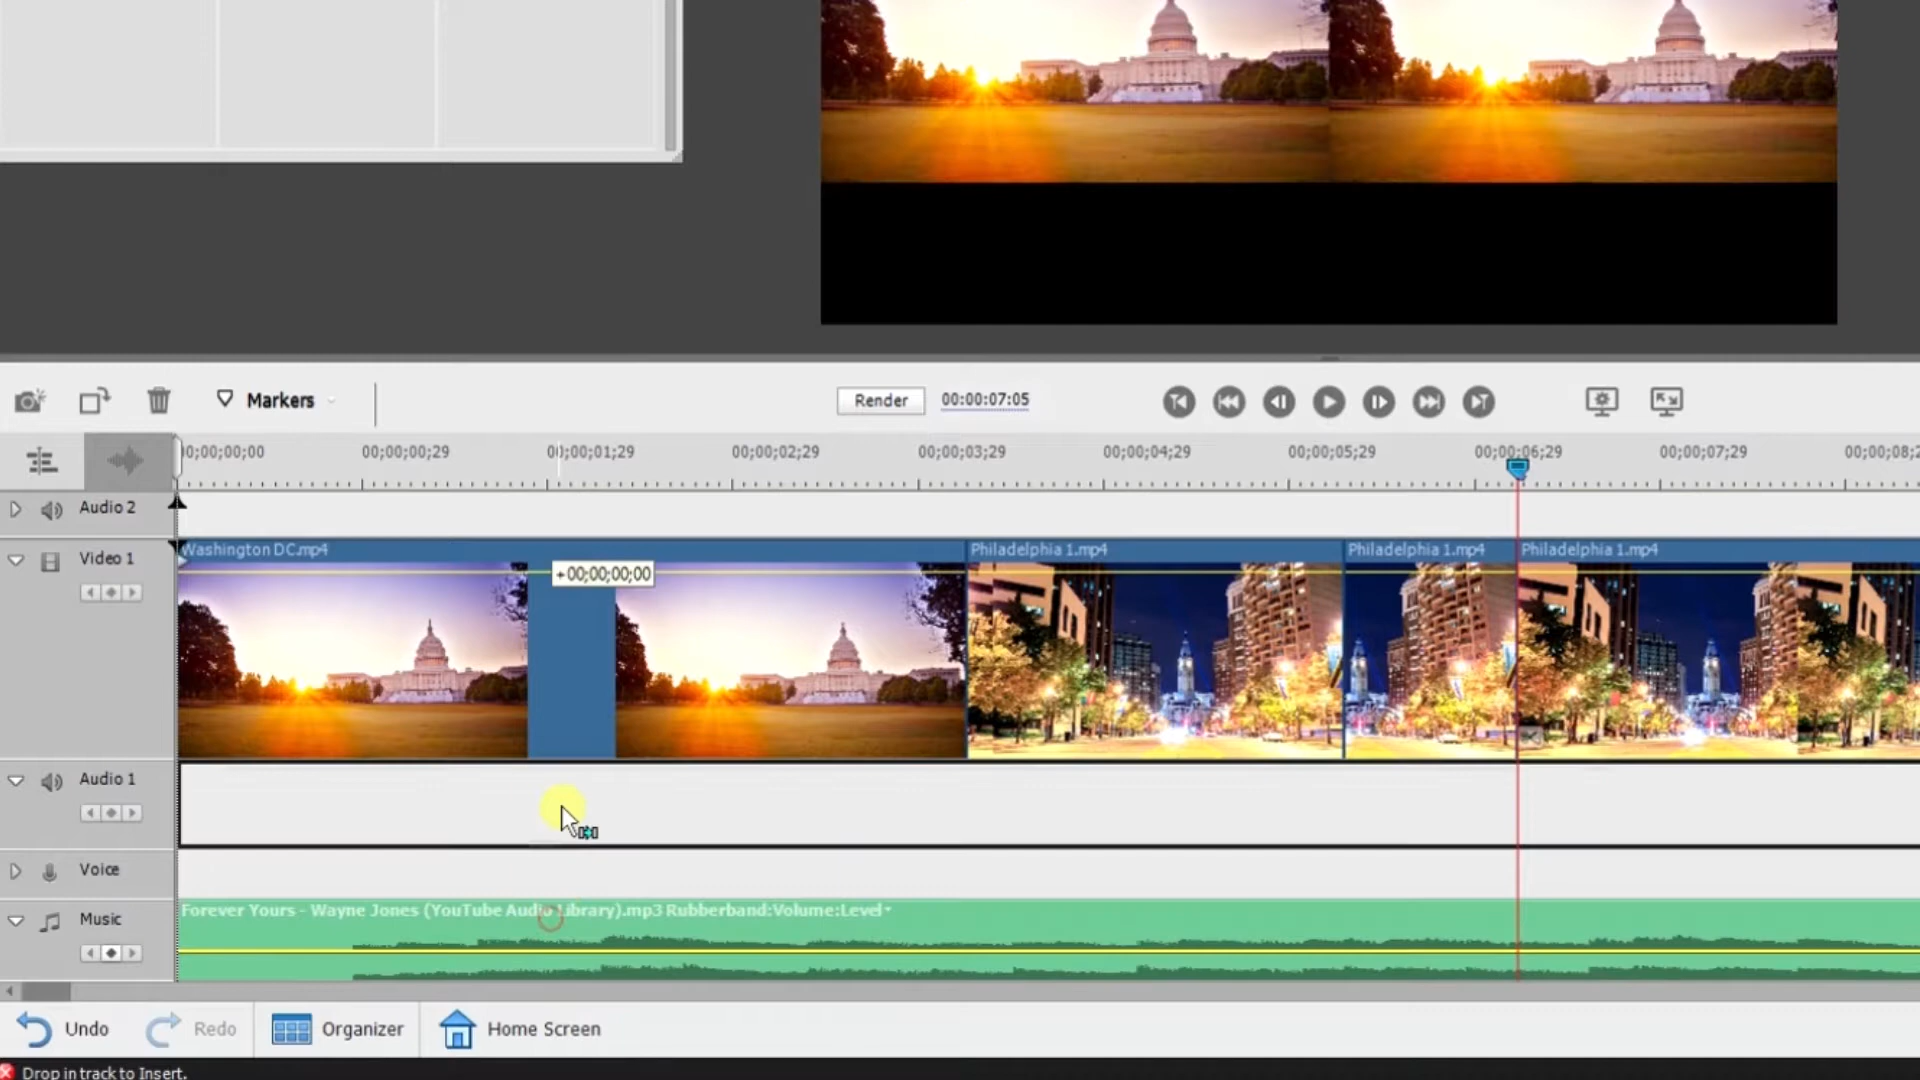 Markers
Render
00:00:07:05
00;00;00;00
00;00;00;29
00;00;01;29
00;00;02;29
00;00;03;29
00;00;04;29
00;00;05;29
00;00;06;29
00;00;07;29
00;00;08;2
Audio 2
Video 1
Washington DC.mp4
Philadelphia 1.mp4
Philadelphia 1.mp4
Philadelphia 1.mp4
+00;00;00;00
Audio 1
Voice
Music
Forever Yours - Wayne Jones (YouTube Audio Library).mp3 Rubberband:Volume:Level
Undo
Redo
Organizer
Home Screen
Drop in track to Insert.